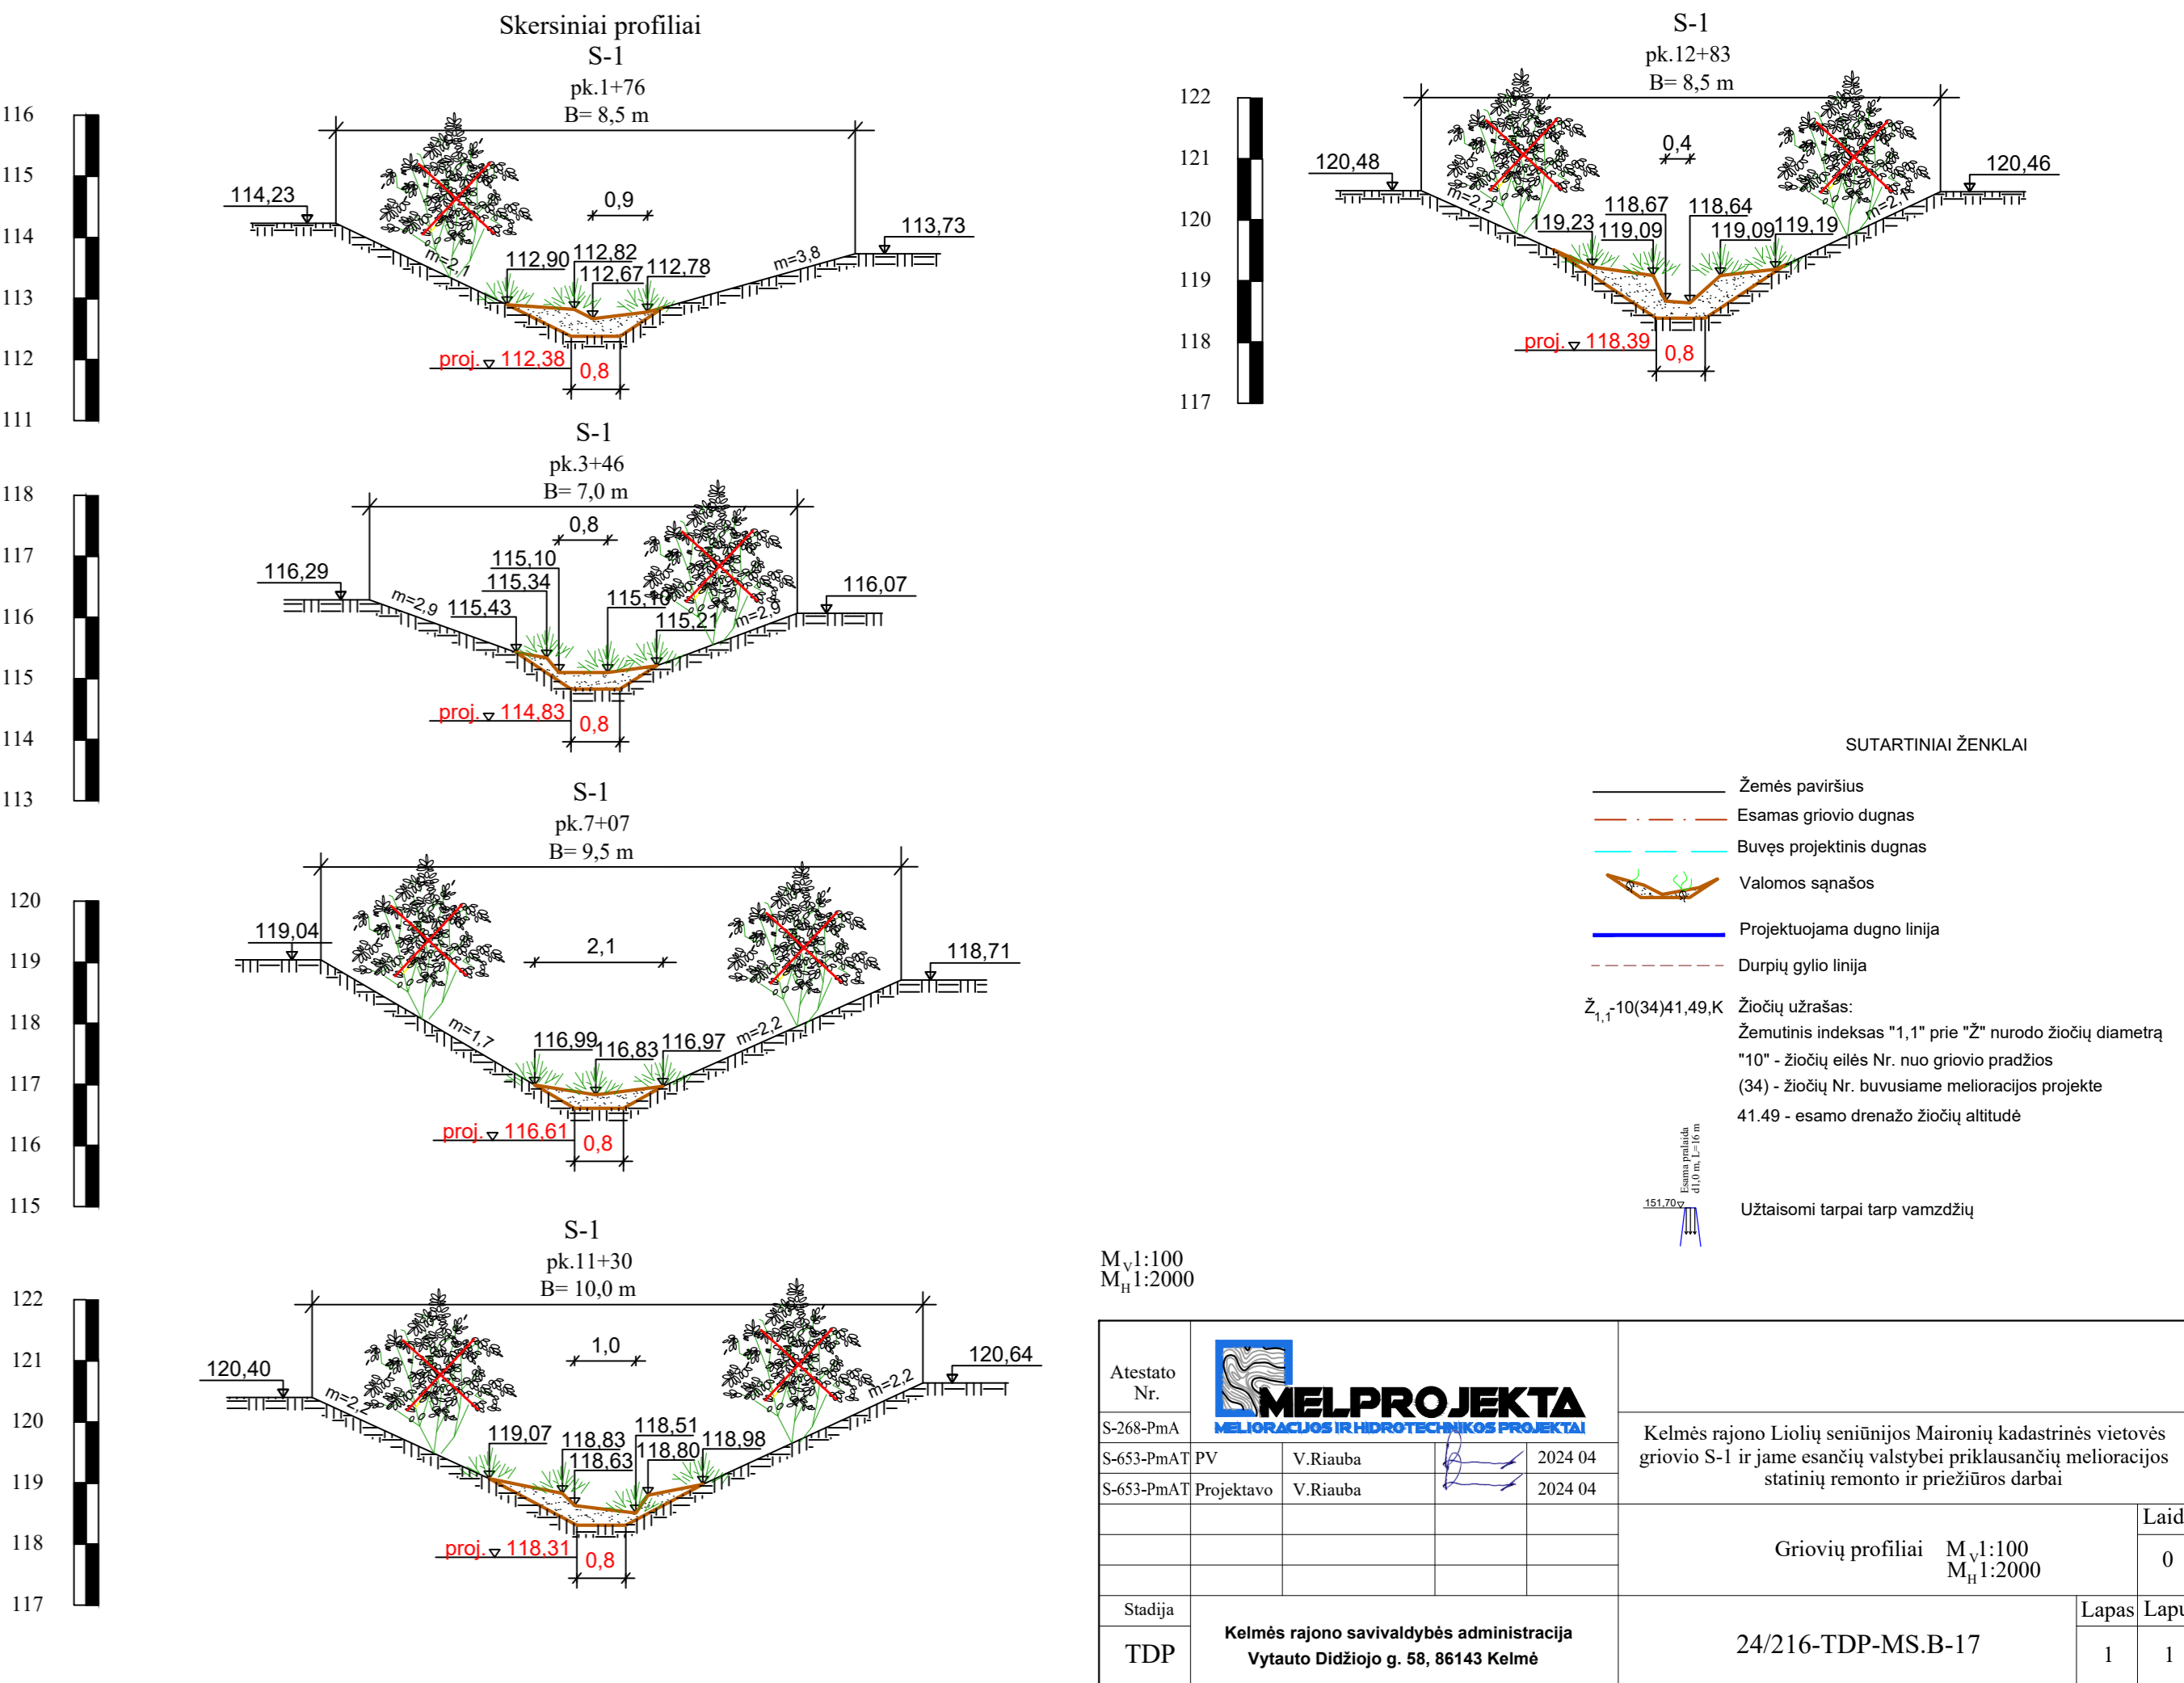 Skersiniai profiliai
S-1
pk.1+76
B= 8,5 m
116
115
114
113
112
111
114,23
0,9
113,73
m=2,1
112,90
112,82
112,67
112,78
m=3,8
proj. 112,38
0,8
S-1
pk.3+46
B= 7,0 m
118
117
116
115
114
113
0,8
116,29
115,10
115,34
115,43
m=2,9
115,10
115,21
m=2,9
116,07
proj. 114,83
0,8
S-1
pk.7+07
B= 9,5 m
120
119
118
117
116
115
119,04
2,1
118,71
m=1,7
116,99
116,83
116,97
m=2,2
proj. 116,61
0,8
S-1
pk.11+30
B= 10,0 m
122
121
120
119
118
117
120,40
1,0
120,64
m=2,2
119,07
118,83
118,63
118,51
118,80
118,98
m=2,2
proj. 118,31
0,8
S-1
pk.12+83
B= 8,5 m
122
121
120
119
118
117
120,48
0,4
120,46
m=2,2
119,23
119,09
118,67
118,64
119,09
119,19
m=2,1
proj. 118,39
0,8
SUTARTINIAI ŽENKLAI
Žemės paviršius
Esamas griovio dugnas
Buvęs projektinis dugnas
Valomos sąnašos
Projektuojama dugno linija
Durpių gylio linija
Ž1,1-10(34)41,49,K Žiočių užrašas:
Žemutinis indeksas "1,1" prie "Ž" nurodo žiočių diametrą
"10" - žiočių eilės Nr. nuo griovio pradžios
(34) - žiočių Nr. buvusiame melioracijos projekte
41.49 - esamo drenažo žiočių altitudė
Esama pralaida
d1,0 m, L=16 m
151,70
Užtaisomi tarpai tarp vamzdžių
MV1:100
MH1:2000
Atestato
Nr.
MELPROJEKTA
MELIORACIJOS IR HIDROTECHNIKOS PROJEKTAI
S-268-PmA
S-653-PmAT PV V.Riauba 2024 04
S-653-PmAT Projektavo V.Riauba 2024 04
Kelmės rajono Liolių seniūnijos Maironių kadastrinės vietovės
griovio S-1 ir jame esančių valstybei priklausančių melioracijos
statinių remonto ir priežiūros darbai
Griovių profiliai MV1:100
MH1:2000
Laid
0
Stadija
TDP
Kelmės rajono savivaldybės administracija
Vytauto Didžiojo g. 58, 86143 Kelmė
24/216-TDP-MS.B-17
Lapas Lapu
1 1